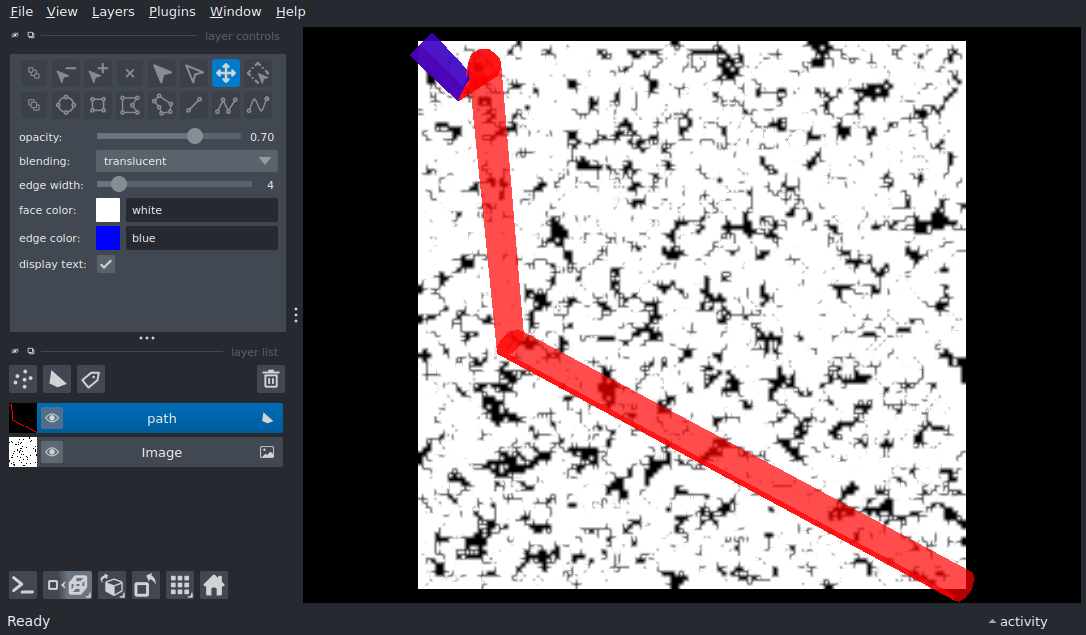 File View Layers Plugins Window Help
layer controls
opacity: 0.70
blending: translucent
edge width: 4
face color: white
edge color: blue
display text:
layer list
path
Image
Ready
activity